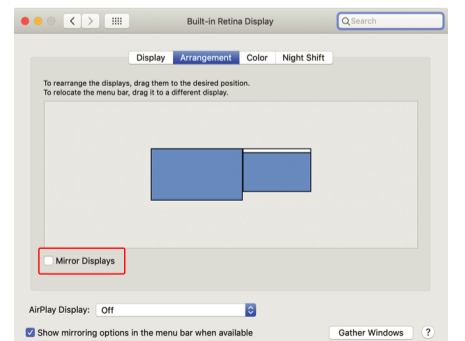 Built-in Retina Display
Search
Display Arrangement Color Night Shift
To rearrange the displays, drag them to the desired position.
To relocate the menu bar, drag it to a different display.
Mirror Displays
AirPlay Display: Off
Show mirroring options in the menu bar when available
Gather Windows ?